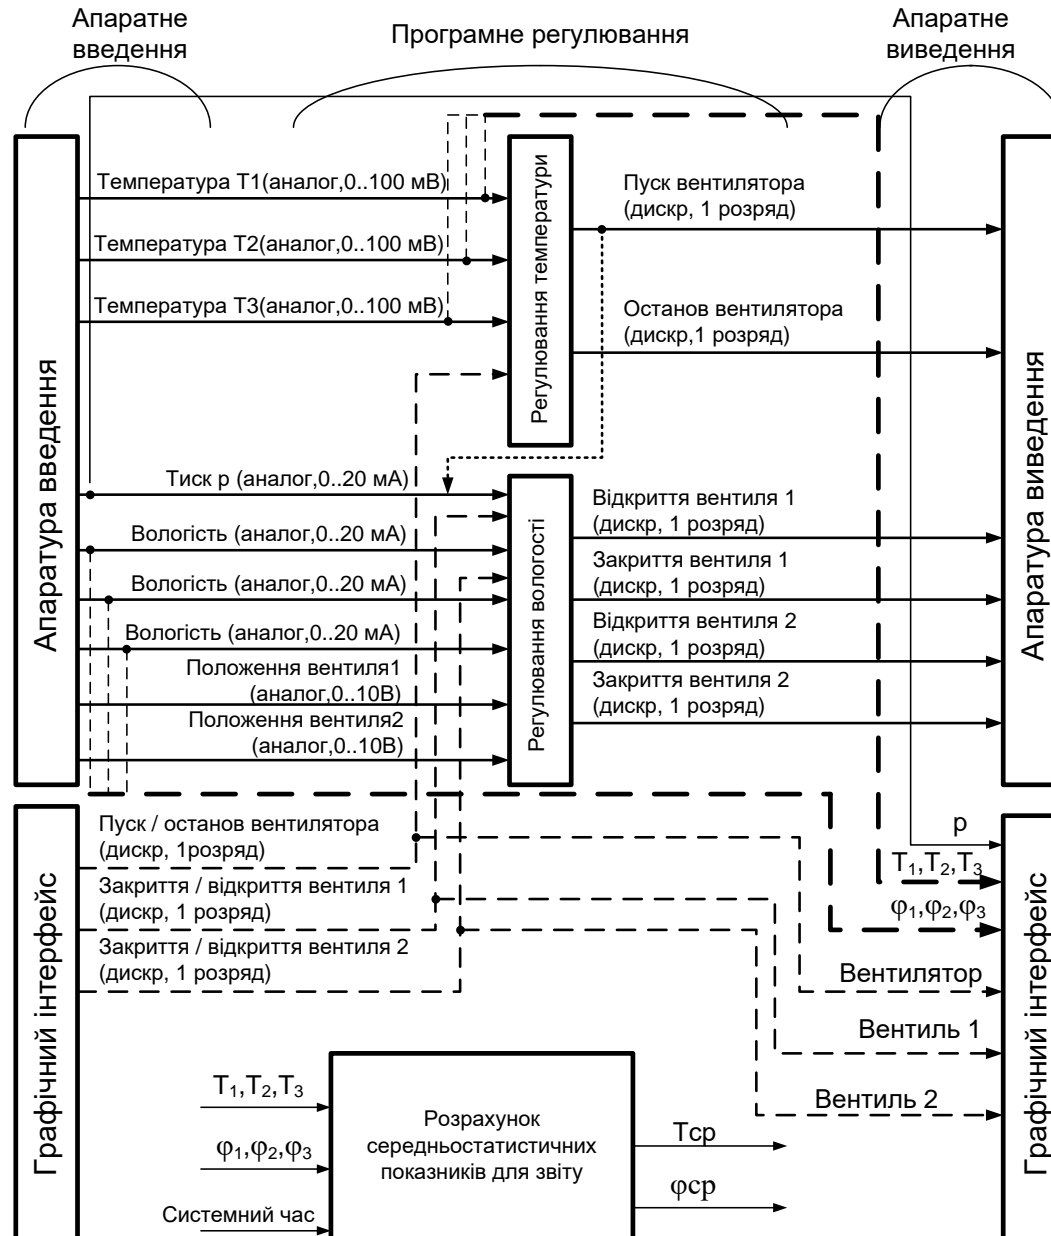 Апаратне
введення
Програмне регулювання
Апаратне
виведення
Апаратура введення
Температура T1(аналог,0..100 мВ)
Температура T2(аналог,0..100 мВ)
Температура T3(аналог,0..100 мВ)
Регулювання температури
Пуск вентилятора
(дискр, 1 розряд)
Останов вентилятора
(дискр,1 розряд)
Апаратура виведення
Тиск p (аналог,0..20 мА)
Вологість (аналог,0..20 мА)
Вологість (аналог,0..20 мА)
Вологість (аналог,0..20 мА)
Положення вентиля1
(аналог,0..10В)
Положення вентиля2
(аналог,0..10В)
Регулювання вологості
Відкриття вентиля 1
(дискр, 1 розряд)
Закриття вентиля 1
(дискр, 1 розряд)
Відкриття вентиля 2
(дискр, 1 розряд)
Закриття вентиля 2
(дискр, 1 розряд)
Графічний інтерфейс
Пуск / останов вентилятора
(дискр, 1розряд)
Закриття / відкриття вентиля 1
(дискр, 1 розряд)
Закриття / відкриття вентиля 2
(дискр, 1 розряд)
p
T₁,T₂,T₃
φ₁,φ₂,φ₃
Вентилятор
Вентиль 1
Вентиль 2
Графічний інтерфейс
T₁,T₂,T₃
φ₁,φ₂,φ₃
Системний час
Розрахунок
середньостатистичних
показників для звіту
Tср
φср